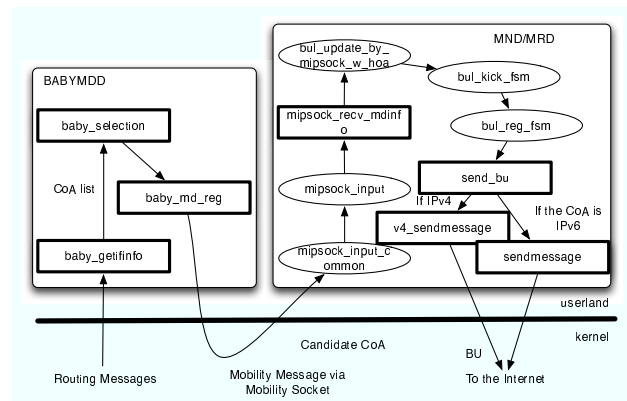 BABYMDD
baby_selection
CoA list
baby_md_reg
baby_getifinfo
MND/MRD
bul_update_by_
mipsock_w_hoa
bul_kick_fsm
mipsock_recv_mdinf
o
bul_reg_fsm
mipsock_input
send_bu
If IPv4
If the CoA is
IPv6
v4_sendmessage
mipsock_input_c
ommon
sendmessage
userland
kernel
Candidate CoA
BU
Routing Messages
Mobility Message via
Mobility Socket
To the Internet